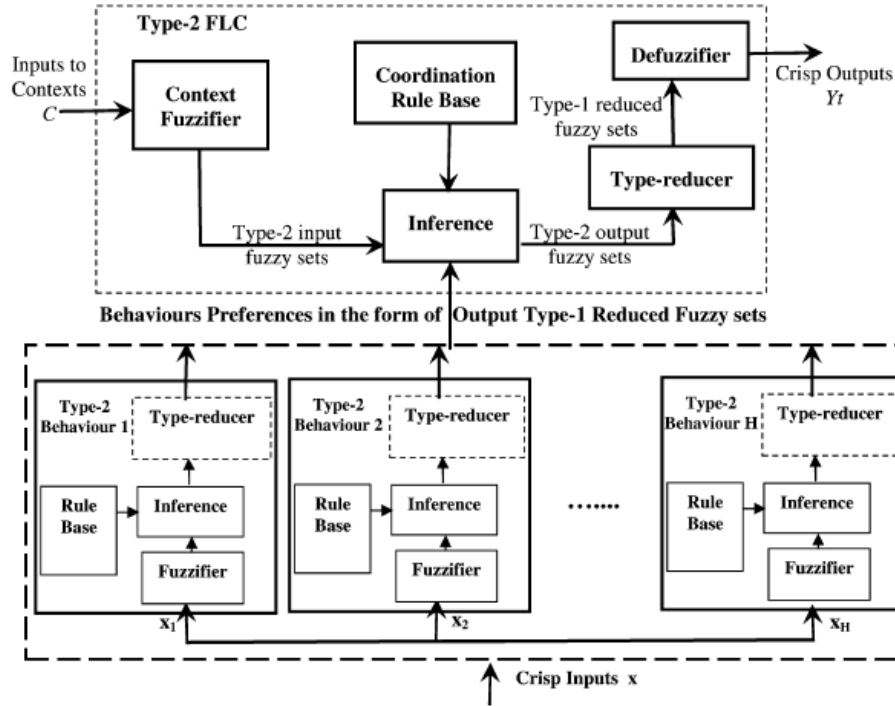 Type-2 FLC
Inputs to
Contexts
C
Context
Fuzzifier
Coordination
Rule Base
Defuzzifier
Crisp Outputs
Yt
Type-1 reduced
fuzzy sets
Type-reducer
Inference
Type-2 input
fuzzy sets
Type-2 output
fuzzy sets
Behaviours Preferences in the form of Output Type-1 Reduced Fuzzy sets
Type-2
Behaviour 1
Type-reducer
Rule
Base
Inference
Fuzzifier
x1
Type-2
Behaviour 2
Type-reducer
Rule
Base
Inference
Fuzzifier
x2
.......
Type-2
Behaviour H
Type-reducer
Rule
Base
Inference
Fuzzifier
xH
Crisp Inputs x